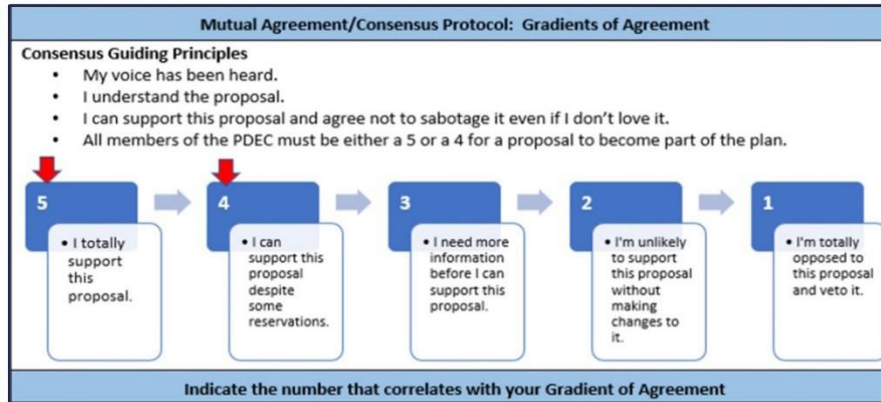 Mutual Agreement/Consensus Protocol: Gradients of Agreement
Consensus Guiding Principles
• My voice has been heard.
• I understand the proposal.
• I can support this proposal and agree not to sabotage it even if I don't love it.
• All members of the PDEC must be either a 5 or a 4 for a proposal to become part of the plan.
5
• I totally
support
this
proposal.
4
• I can
support this
proposal
despite
some
reservations.
3
• I need more
information
before I can
support this
proposal.
2
• I'm unlikely
to support
this proposal
without
making
changes to
it.
1
• I'm totally
opposed to
this proposal
and veto it.
Indicate the number that correlates with your Gradient of Agreement